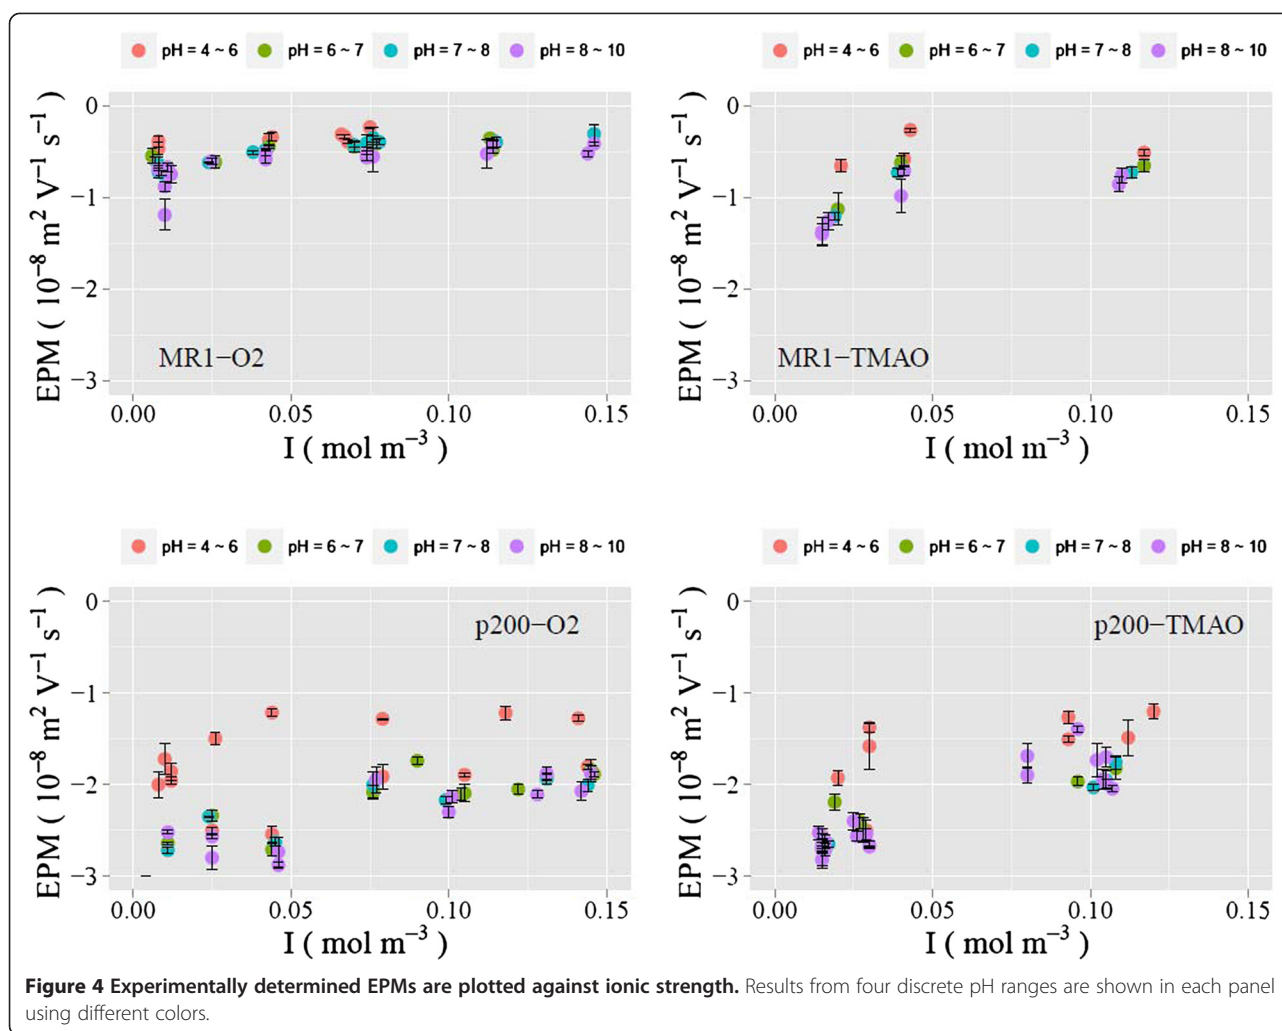 pH = 4 ~ 6 pH = 6 ~ 7 pH = 7 ~ 8 pH = 8 ~ 10
EPM ( 10⁻⁸ m² V⁻¹ s⁻¹)
0
−1
−2
−3
MR1−O2
0.00 0.05 0.10 0.15
I ( mol m⁻³ )
pH = 4 ~ 6 pH = 6 ~ 7 pH = 7 ~ 8 pH = 8 ~ 10
EPM ( 10⁻⁸ m² V⁻¹ s⁻¹)
0
−1
−2
−3
MR1−TMAO
0.00 0.05 0.10 0.15
I ( mol m⁻³ )
pH = 4 ~ 6 pH = 6 ~ 7 pH = 7 ~ 8 pH = 8 ~ 10
EPM ( 10⁻⁸ m² V⁻¹ s⁻¹)
0
−1
−2
−3
p200−O2
0.00 0.05 0.10 0.15
I ( mol m⁻³ )
pH = 4 ~ 6 pH = 6 ~ 7 pH = 7 ~ 8 pH = 8 ~ 10
EPM ( 10⁻⁸ m² V⁻¹ s⁻¹)
0
−1
−2
−3
p200−TMAO
0.00 0.05 0.10 0.15
I ( mol m⁻³ )
Figure 4 Experimentally determined EPMs are plotted against ionic strength. Results from four discrete pH ranges are shown in each panel
using different colors.